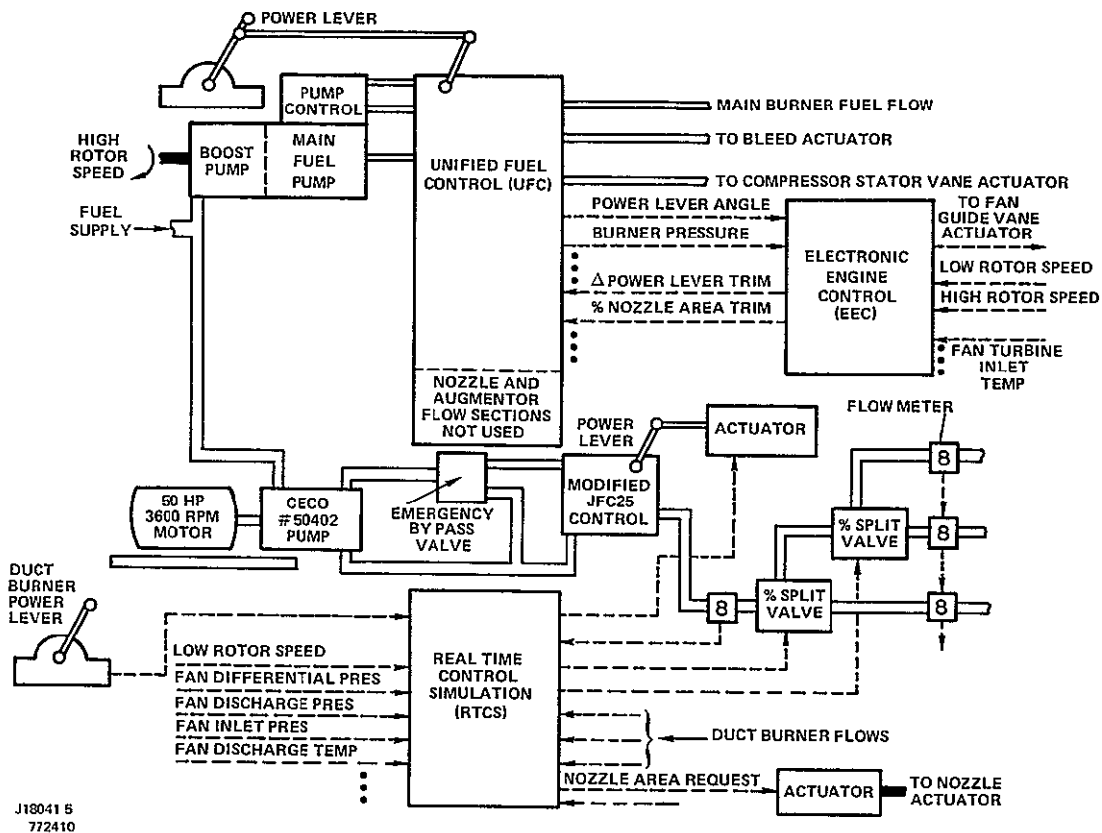 POWER LEVER
PUMP
CONTROL
HIGH
ROTOR
SPEED
BOOST
PUMP
MAIN
FUEL
PUMP
FUEL
SUPPLY
UNIFIED FUEL
CONTROL (UFC)
NOZZLE AND
AUGMENTOR
FLOW SECTIONS
NOT USED
MAIN BURNER FUEL FLOW
TO BLEED ACTUATOR
TO COMPRESSOR STATOR VANE ACTUATOR
POWER LEVER ANGLE
BURNER PRESSURE
Δ POWER LEVER TRIM
% NOZZLE AREA TRIM
ELECTRONIC
ENGINE
CONTROL
(EEC)
TO FAN
GUIDE VANE
ACTUATOR
LOW ROTOR SPEED
HIGH ROTOR SPEED
FAN TURBINE
INLET
TEMP
50 HP
3600 RPM
MOTOR
CECO
#50402
PUMP
EMERGENCY
BY PASS
VALVE
POWER
LEVER
MODIFIED
JFC25
CONTROL
ACTUATOR
FLOW METER
8
% SPLIT
VALVE
8
8
% SPLIT
VALVE
8
DUCT
BURNER
POWER
LEVER
LOW ROTOR SPEED
FAN DIFFERENTIAL PRES
FAN DISCHARGE PRES
FAN INLET PRES
FAN DISCHARGE TEMP
REAL TIME
CONTROL
SIMULATION
(RTCS)
DUCT BURNER FLOWS
NOZZLE AREA REQUEST
ACTUATOR
TO NOZZLE
ACTUATOR
J18041 5
772410